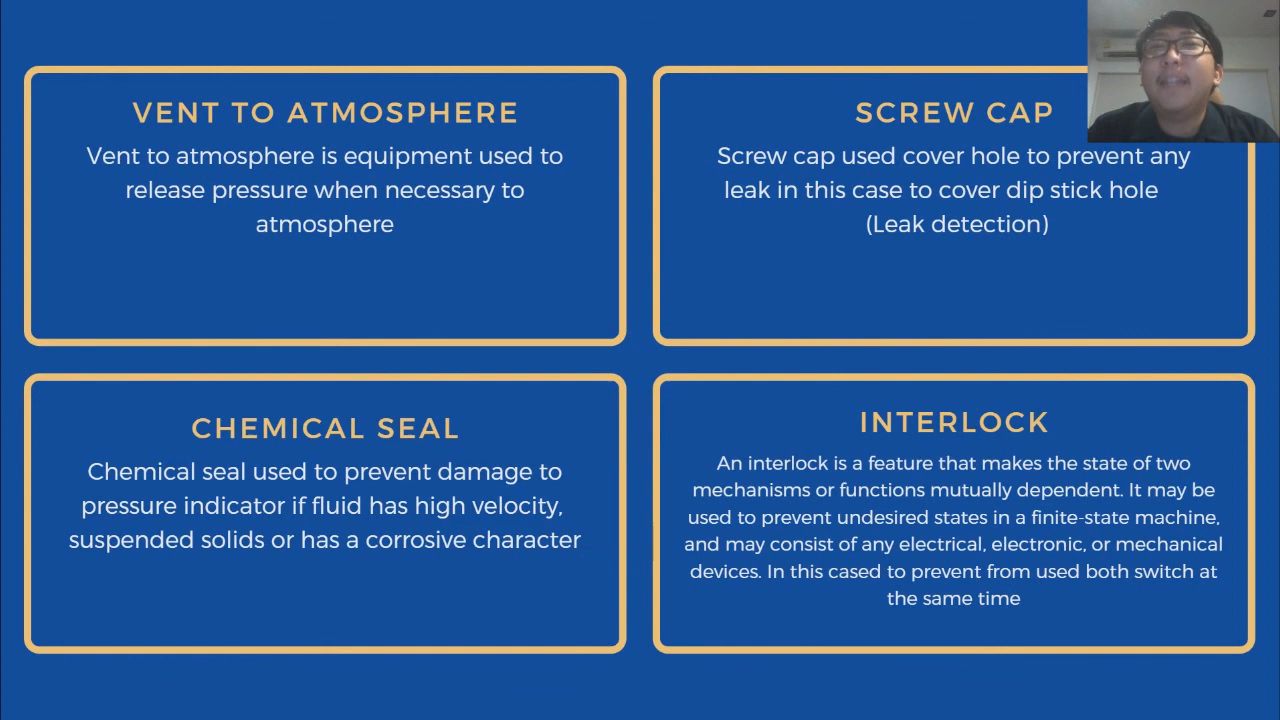 VENT TO ATMOSPHERE
Vent to atmosphere is equipment used to
release pressure when necessary to
atmosphere
SCREW CAP
Screw cap used cover hole to prevent any
leak in this case to cover dip stick hole
(Leak detection)
CHEMICAL SEAL
Chemical seal used to prevent damage to
pressure indicator if fluid has high velocity,
suspended solids or has a corrosive character
INTERLOCK
An interlock is a feature that makes the state of two
mechanisms or functions mutually dependent. It may be
used to prevent undesired states in a finite-state machine,
and may consist of any electrical, electronic, or mechanical
devices. In this cased to prevent from used both switch at
the same time